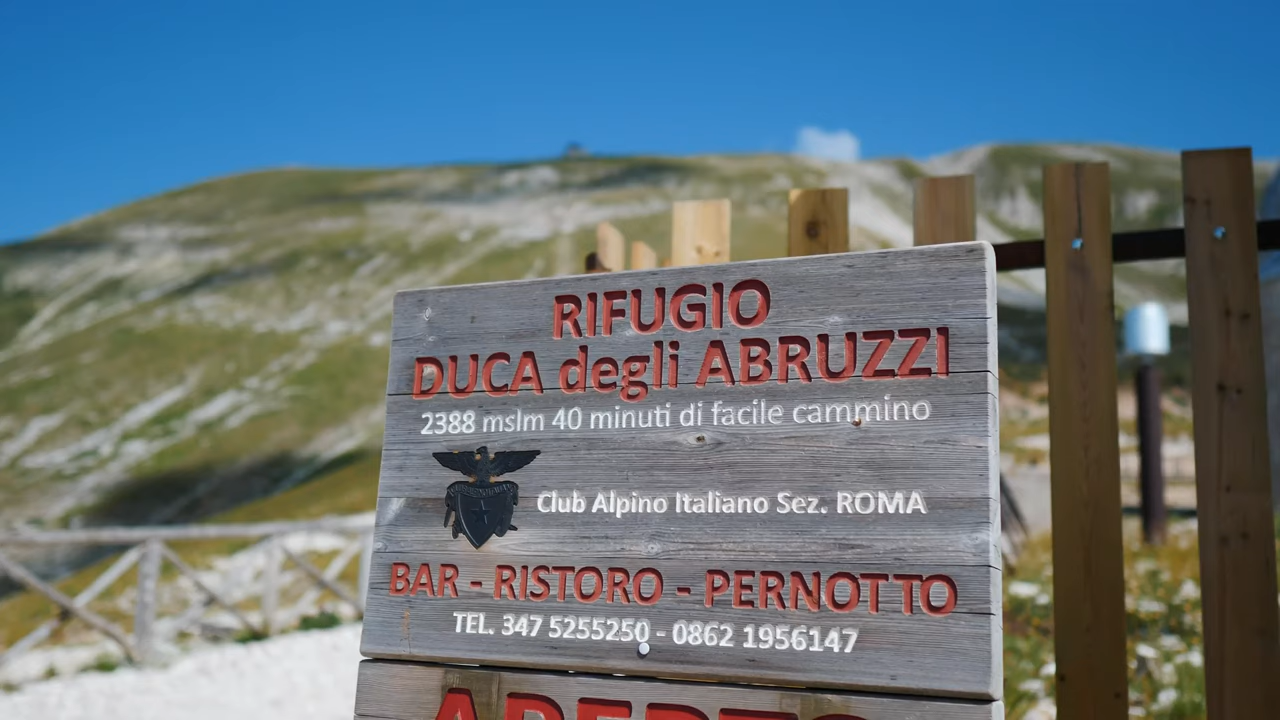 RIFUGIO
DUCA degli ABRUZZI
2388 mslm 40 minuti di facile cammino
Club Alpino Italiano Sez. ROMA
BAR - RISTORO - PERNOTTO
TEL. 347 5255250 - 0862 1956147
APERTO